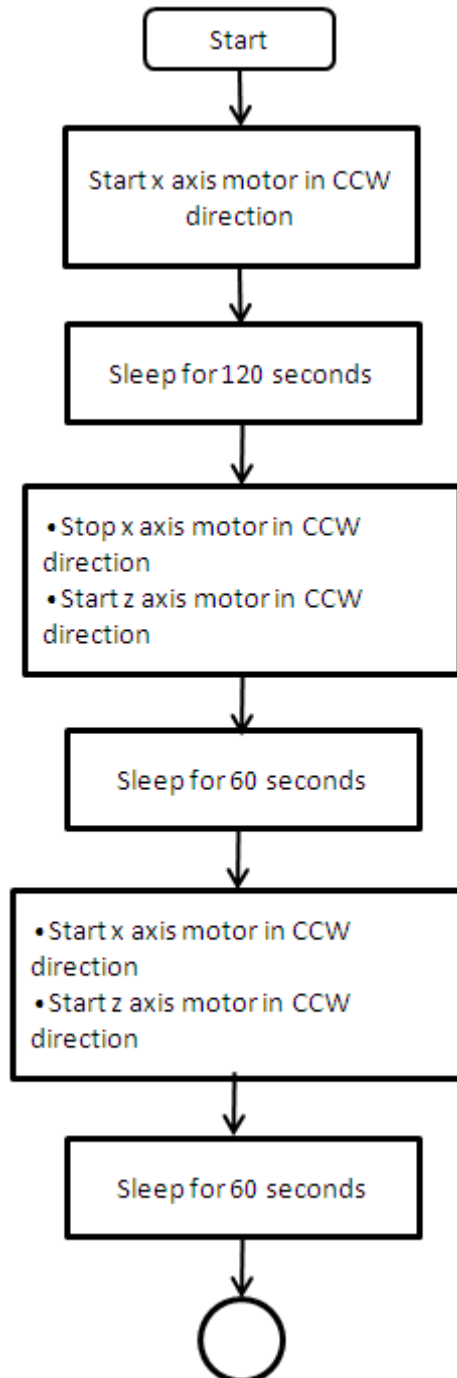 Start
Start x axis motor in CCW
direction
Sleep for 120 seconds
•Stop x axis motor in CCW
direction
•Start z axis motor in CCW
direction
Sleep for 60 seconds
•Start x axis motor in CCW
direction
•Start z axis motor in CCW
direction
Sleep for 60 seconds